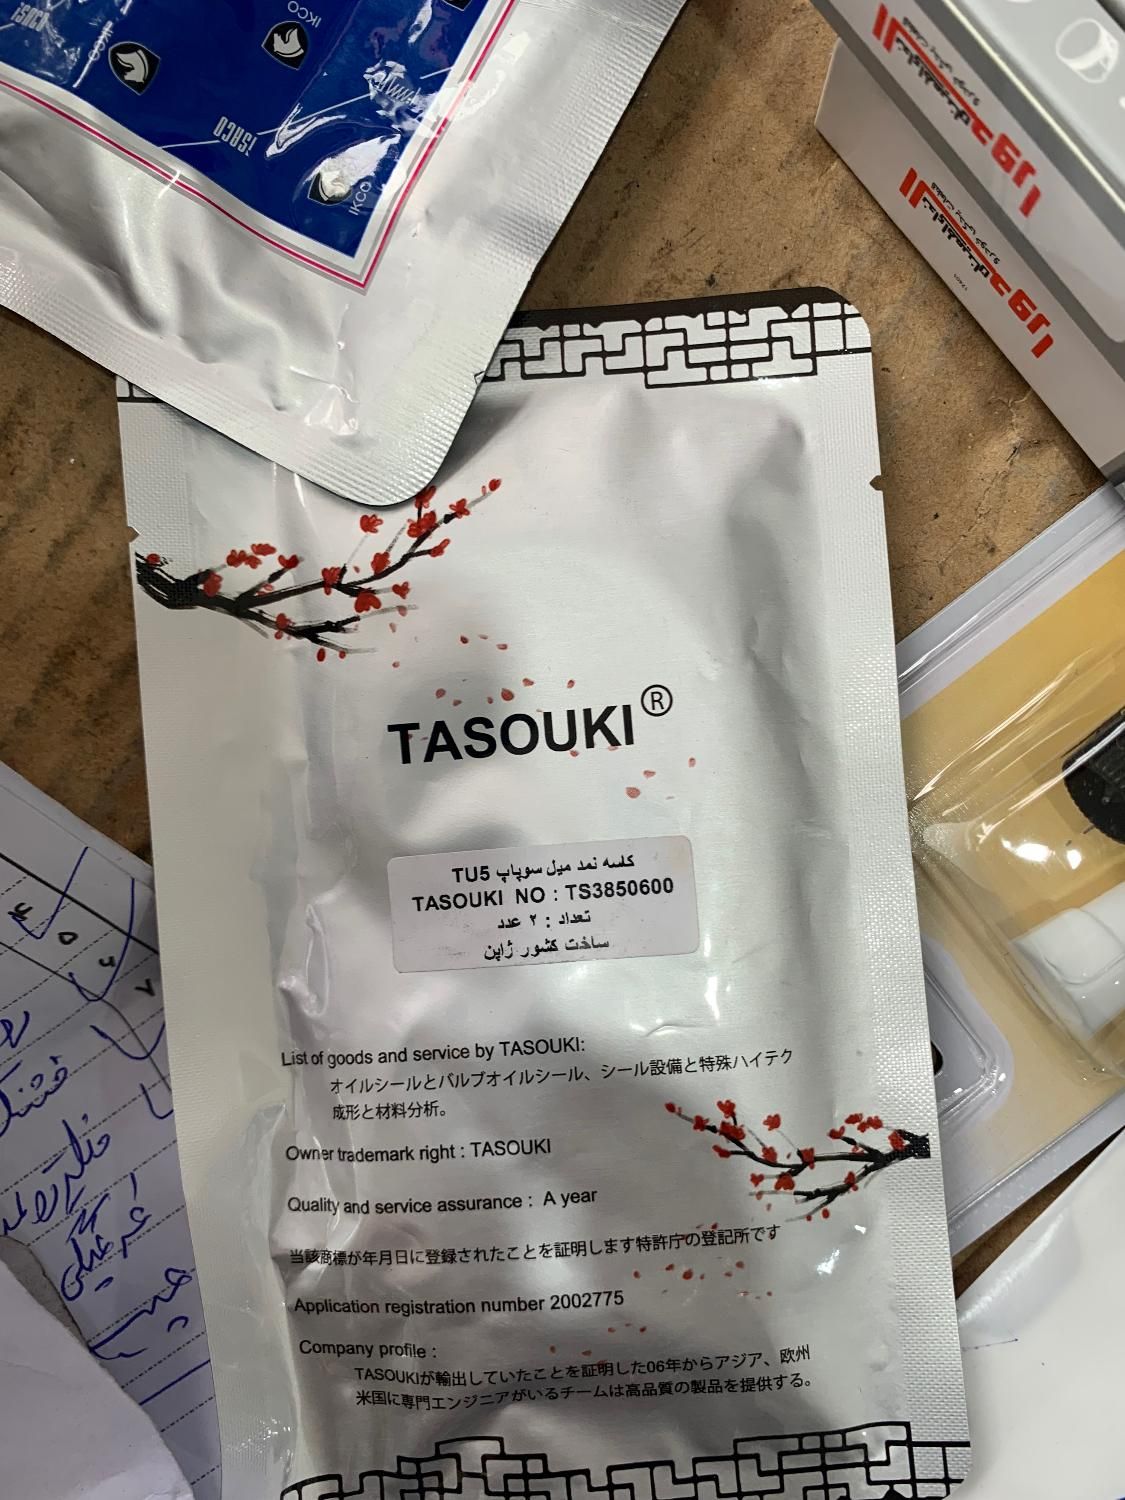 IKCO
IKCO
ISACO
IKCO
TASOUKI®
کاسه نمد میل سوپاپ TU5
TASOUKI NO : TS3850600
تعداد : ۲ عدد
ساخت کشور ژاپن
List of goods and service by TASOUKI:
オイルシールとバルブオイルシール、シール設備と特殊ハイテク
成形と材料分析。
Owner trademark right : TASOUKI
Quality and service assurance : A year
当該商標が年月日に登録されたことを証明します特許庁の登記所です
Application registration number 2002775
Company profile :
TASOUKIが輸出していたことを証明した06年からアジア、欧州
米国に専門エンジニアがいるチームは高品質の製品を提供する。